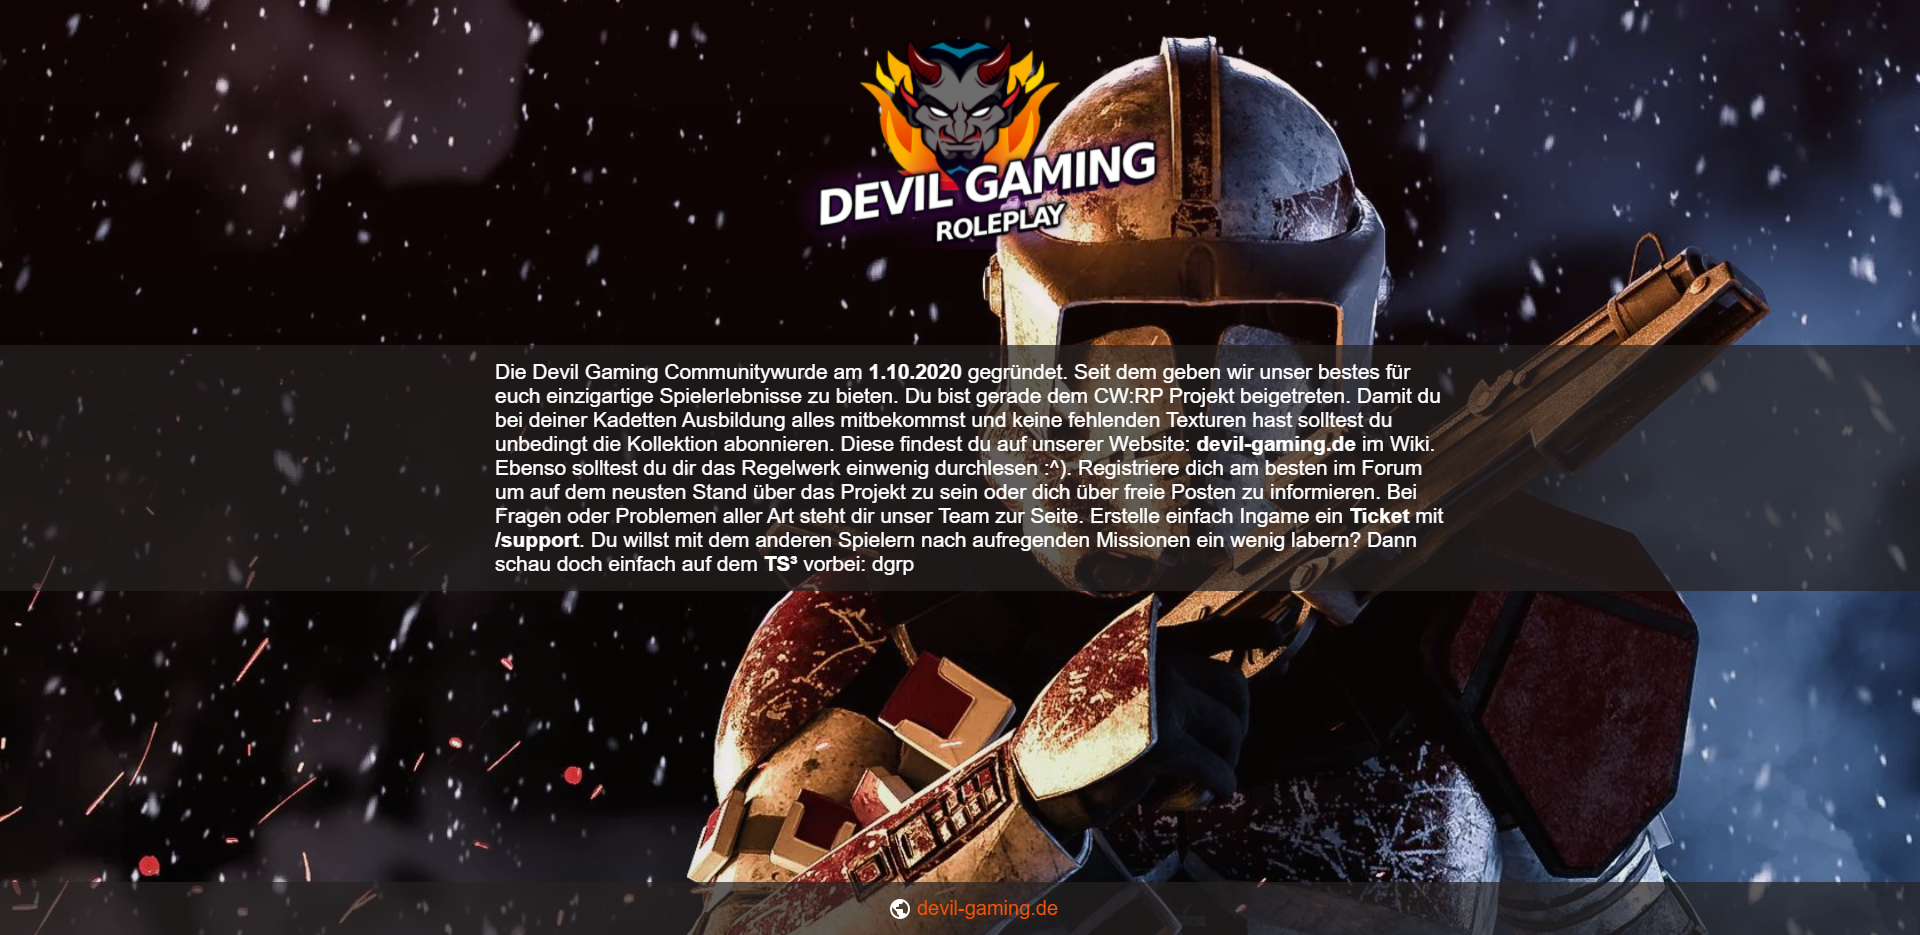 DEVIL GAMING
ROLEPLAY
Die Devil Gaming Communitywurde am 1.10.2020 gegründet. Seit dem geben wir unser bestes für
euch einzigartige Spielerlebnisse zu bieten. Du bist gerade dem CW:RP Projekt beigetreten. Damit du
bei deiner Kadetten Ausbildung alles mitbekommst und keine fehlenden Texturen hast solltest du
unbedingt die Kollektion abonnieren. Diese findest du auf unserer Website: devil-gaming.de im Wiki.
Ebenso solltest du dir das Regelwerk einwenig durchlesen :^). Registriere dich am besten im Forum
um auf dem neusten Stand über das Projekt zu sein oder dich über freie Posten zu informieren. Bei
Fragen oder Problemen aller Art steht dir unser Team zur Seite. Erstelle einfach Ingame ein Ticket mit
/support. Du willst mit dem anderen Spielern nach aufregenden Missionen ein wenig labern? Dann
schau doch einfach auf dem TS³ vorbei: dgrp
devil-gaming.de